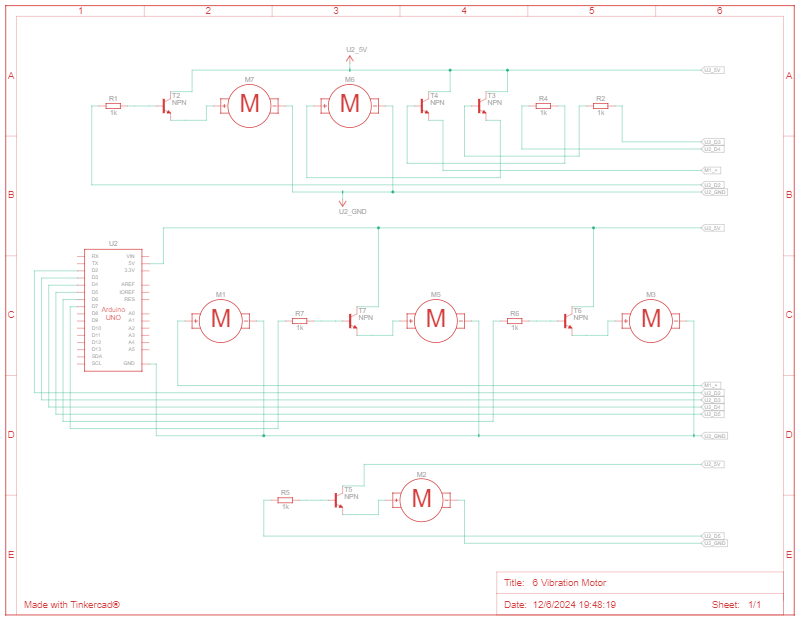 1 2 3 4 5 6
A A
B B
C C
D D
E E
U2_5V
U2_5V
R1
1k
T2
NPN
M7
M
M6
M
T4
NPN
T3
NPN
R4
1k
R2
1k
U2_D3
U2_D4
M1_+
U2_D2
U2_GND
U2_GND
U2_5V
U2
RX VIN
TX 5V
D2 3.3V
D3
D4 AREF
D5 IOREF
D6 RES
D7
D8 A0
D9 A1
D10 A2
D11 A3
D12 A4
D13 A5
SDA
SCL GND
Arduino
UNO
M1
M
R7
1k
T7
NPN
M5
M
R6
1k
T6
NPN
M3
M
M1_+
U2_D2
U2_D3
U2_D4
U2_D5
U2_GND
U2_5V
R5
1k
T5
NPN
M2
M
U2_D5
U2_GND
Title: 6 Vibration Motor
Date: 12/6/2024 19:48:19 Sheet: 1/1
Made with Tinkercad®